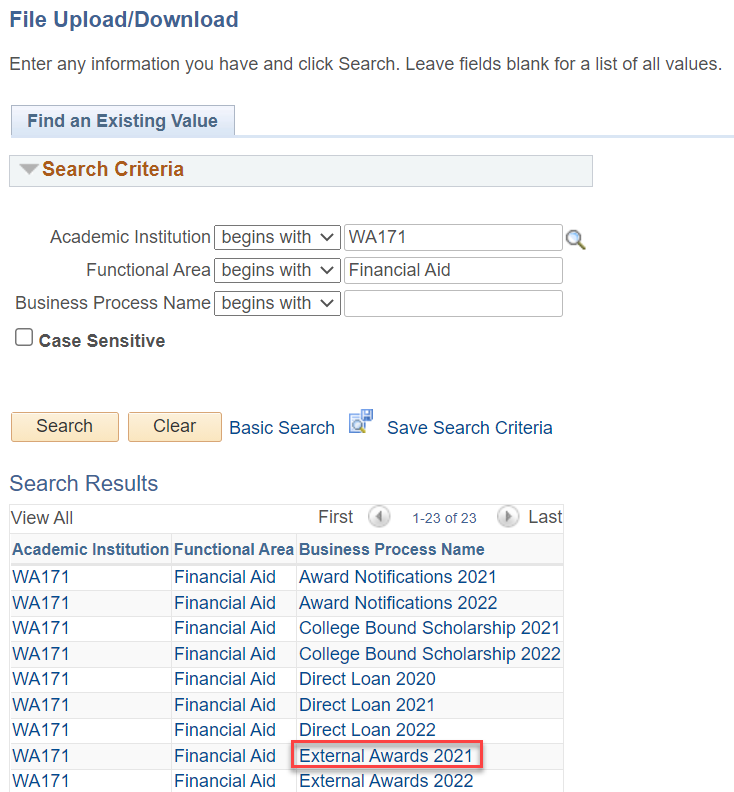 File Upload/Download
Enter any information you have and click Search. Leave fields blank for a list of all values.
Find an Existing Value
Search Criteria
Academic Institution begins with WA171
Functional Area begins with Financial Aid
Business Process Name begins with
Case Sensitive
Search Clear Basic Search Save Search Criteria
Search Results
View All First 1-23 of 23 Last
Academic Institution Functional Area Business Process Name
WA171 Financial Aid Award Notifications 2021
WA171 Financial Aid Award Notifications 2022
WA171 Financial Aid College Bound Scholarship 2021
WA171 Financial Aid College Bound Scholarship 2022
WA171 Financial Aid Direct Loan 2020
WA171 Financial Aid Direct Loan 2021
WA171 Financial Aid Direct Loan 2022
WA171 Financial Aid External Awards 2021
WA171 Financial Aid External Awards 2022